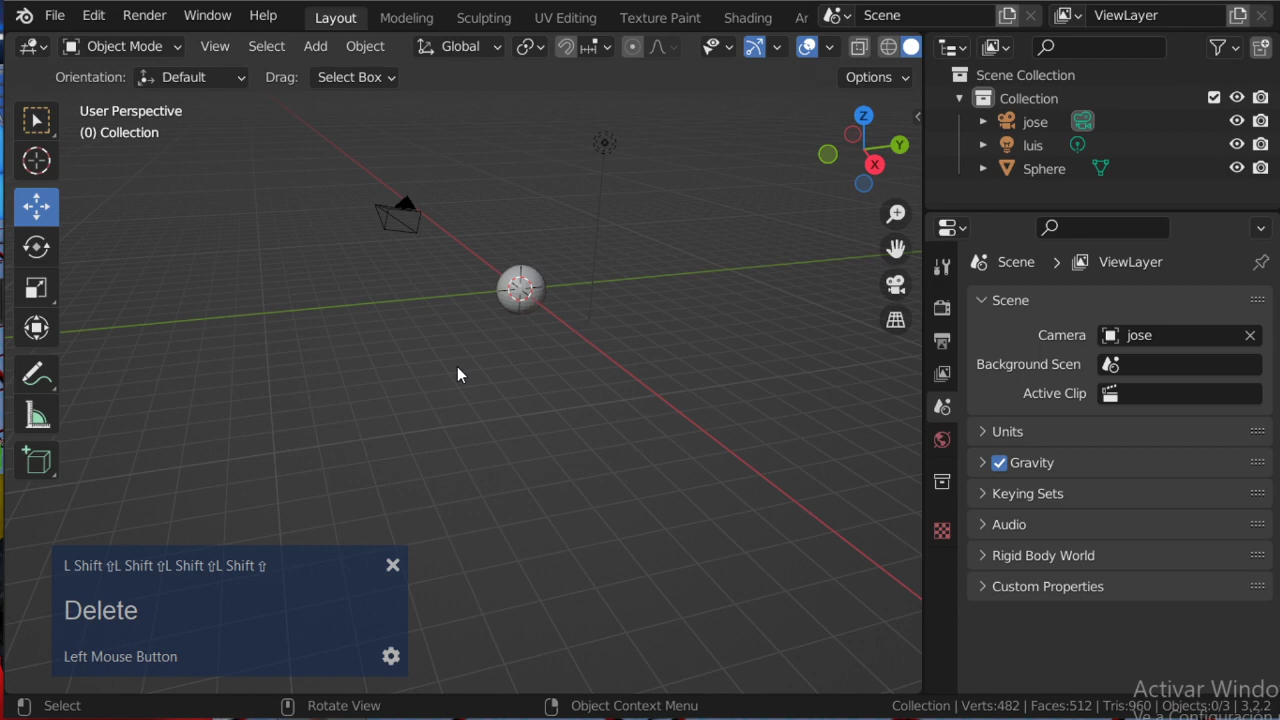 File Edit Render Window Help Layout Modeling Sculpting UV Editing Texture Paint Shading Ar Scene ViewLayer
Object Mode View Select Add Object Global
Orientation: Default Drag: Select Box Options
User Perspective
(0) Collection
Z
Y
X
Scene Collection
Collection
jose
luis
Sphere
Scene > ViewLayer
Scene
Camera jose
Background Scen
Active Clip
Units
Gravity
Keying Sets
Audio
Rigid Body World
Custom Properties
L Shift ⇧L Shift ⇧L Shift ⇧L Shift ⇧
Delete
Left Mouse Button
Activar Windo
Select Rotate View Object Context Menu Collection | Verts:482 | Faces:512 | Tris:960 | Objects:0/3 | 3.2.2